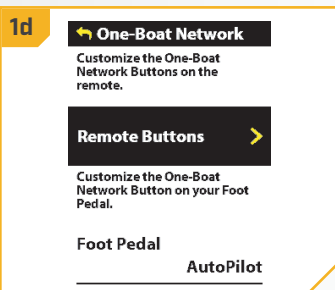 1d
One-Boat Network
Customize the One-Boat
Network Buttons on the
remote.
Remote Buttons
Customize the One-Boat
Network Button on your Foot
Pedal.
Foot Pedal
AutoPilot